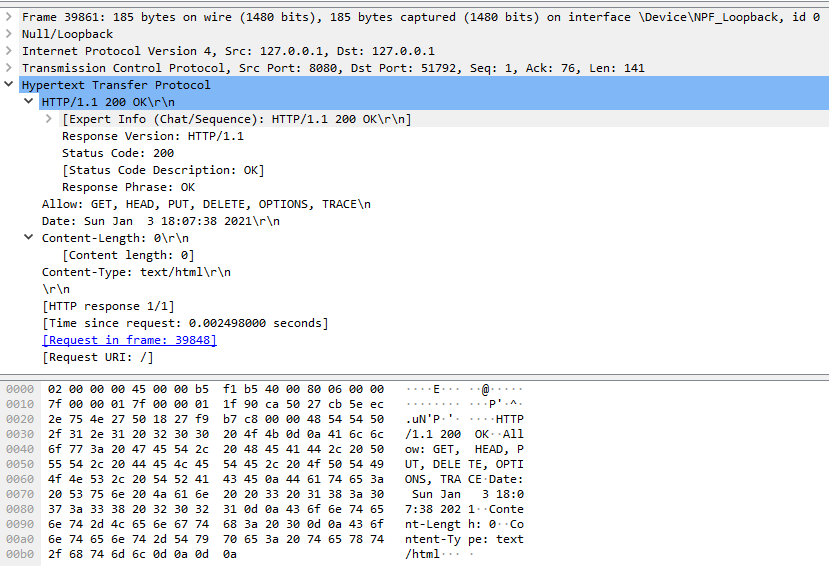 Frame 39861: 185 bytes on wire (1480 bits), 185 bytes captured (1480 bits) on interface \Device\NPF_Loopback, id 0
Null/Loopback
Internet Protocol Version 4, Src: 127.0.0.1, Dst: 127.0.0.1
Transmission Control Protocol, Src Port: 8080, Dst Port: 51792, Seq: 1, Ack: 76, Len: 141
Hypertext Transfer Protocol
HTTP/1.1 200 OK\r\n
[Expert Info (Chat/Sequence): HTTP/1.1 200 OK\r\n]
Response Version: HTTP/1.1
Status Code: 200
[Status Code Description: OK]
Response Phrase: OK
Allow: GET, HEAD, PUT, DELETE, OPTIONS, TRACE\n
Date: Sun Jan  3 18:07:38 2021\r\n
Content-Length: 0\r\n
[Content length: 0]
Content-Type: text/html\r\n
\r\n
[HTTP response 1/1]
[Time since request: 0.002498000 seconds]
[Request in frame: 39848]
[Request URI: /]
0000 02 00 00 00 45 00 00 b5 f1 b5 40 00 80 06 00 00 ····E··· ··@·····
0010 7f 00 00 01 7f 00 00 01 1f 90 ca 50 27 cb 5e ec ········ ···P'·^·
0020 2e 75 4e 27 50 18 27 f9 b7 c8 00 00 48 54 54 50 .uN'P·'· ····HTTP
0030 2f 31 2e 31 20 32 30 30 20 4f 4b 0d 0a 41 6c 6c /1.1 200 OK··All
0040 6f 77 3a 20 47 45 54 2c 20 48 45 41 44 2c 20 50 ow: GET, HEAD, P
0050 55 54 2c 20 44 45 4c 45 54 45 2c 20 4f 50 54 49 UT, DELE TE, OPTI
0060 4f 4e 53 2c 20 54 52 41 43 45 0a 44 61 74 65 3a ONS, TRA CE·Date:
0070 20 53 75 6e 20 4a 61 6e 20 20 33 20 31 38 3a 30 Sun Jan 3 18:0
0080 37 3a 33 38 20 32 30 32 31 0d 0a 43 6f 6e 74 65 7:38 202 1··Conte
0090 6e 74 2d 4c 65 6e 67 74 68 3a 20 30 0d 0a 43 6f nt-Lengt h: 0··Co
00a0 6e 74 65 6e 74 2d 54 79 70 65 3a 20 74 65 78 74 ntent-Ty pe: text
00b0 2f 68 74 6d 6c 0d 0a 0d 0a /html··· ·